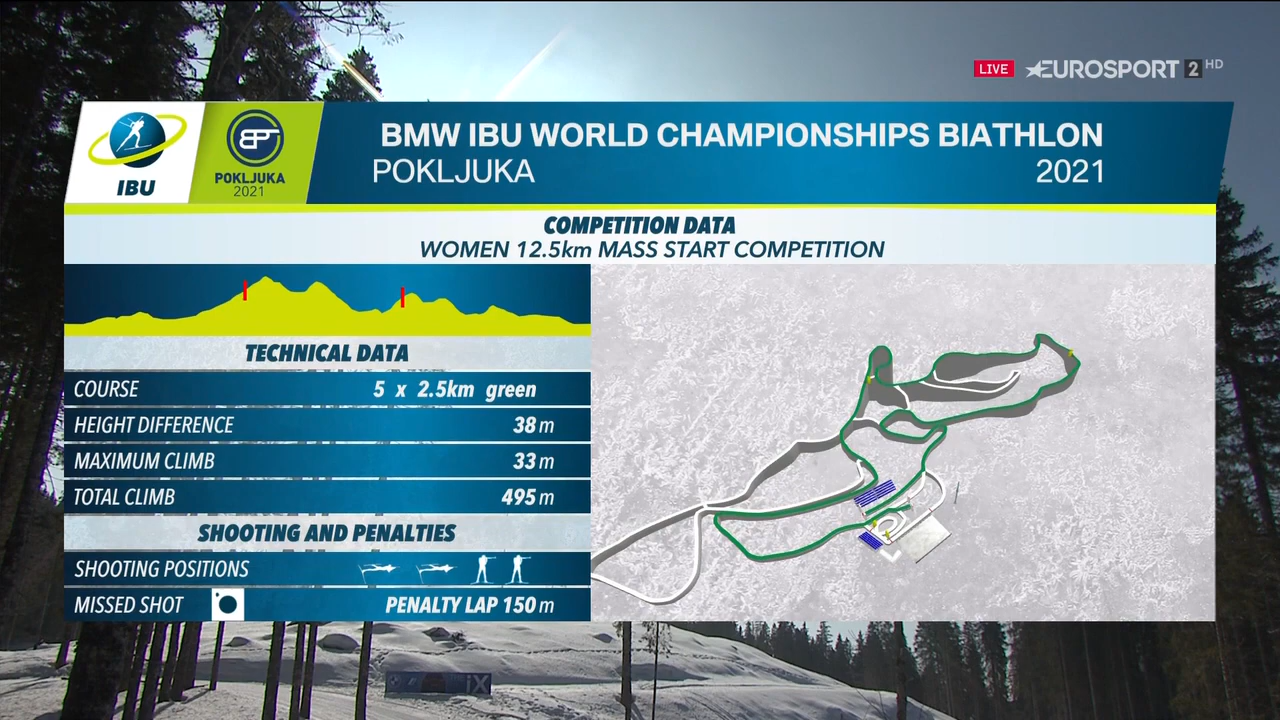 LIVE EUROSPORT 2 HD
BMW IBU WORLD CHAMPIONSHIPS BIATHLON
POKLJUKA 2021
IBU
POKLJUKA
2021
COMPETITION DATA
WOMEN 12.5km MASS START COMPETITION
TECHNICAL DATA
COURSE 5 x 2.5km green
HEIGHT DIFFERENCE 38 m
MAXIMUM CLIMB 33 m
TOTAL CLIMB 495 m
SHOOTING AND PENALTIES
SHOOTING POSITIONS
MISSED SHOT PENALTY LAP 150 m
iX